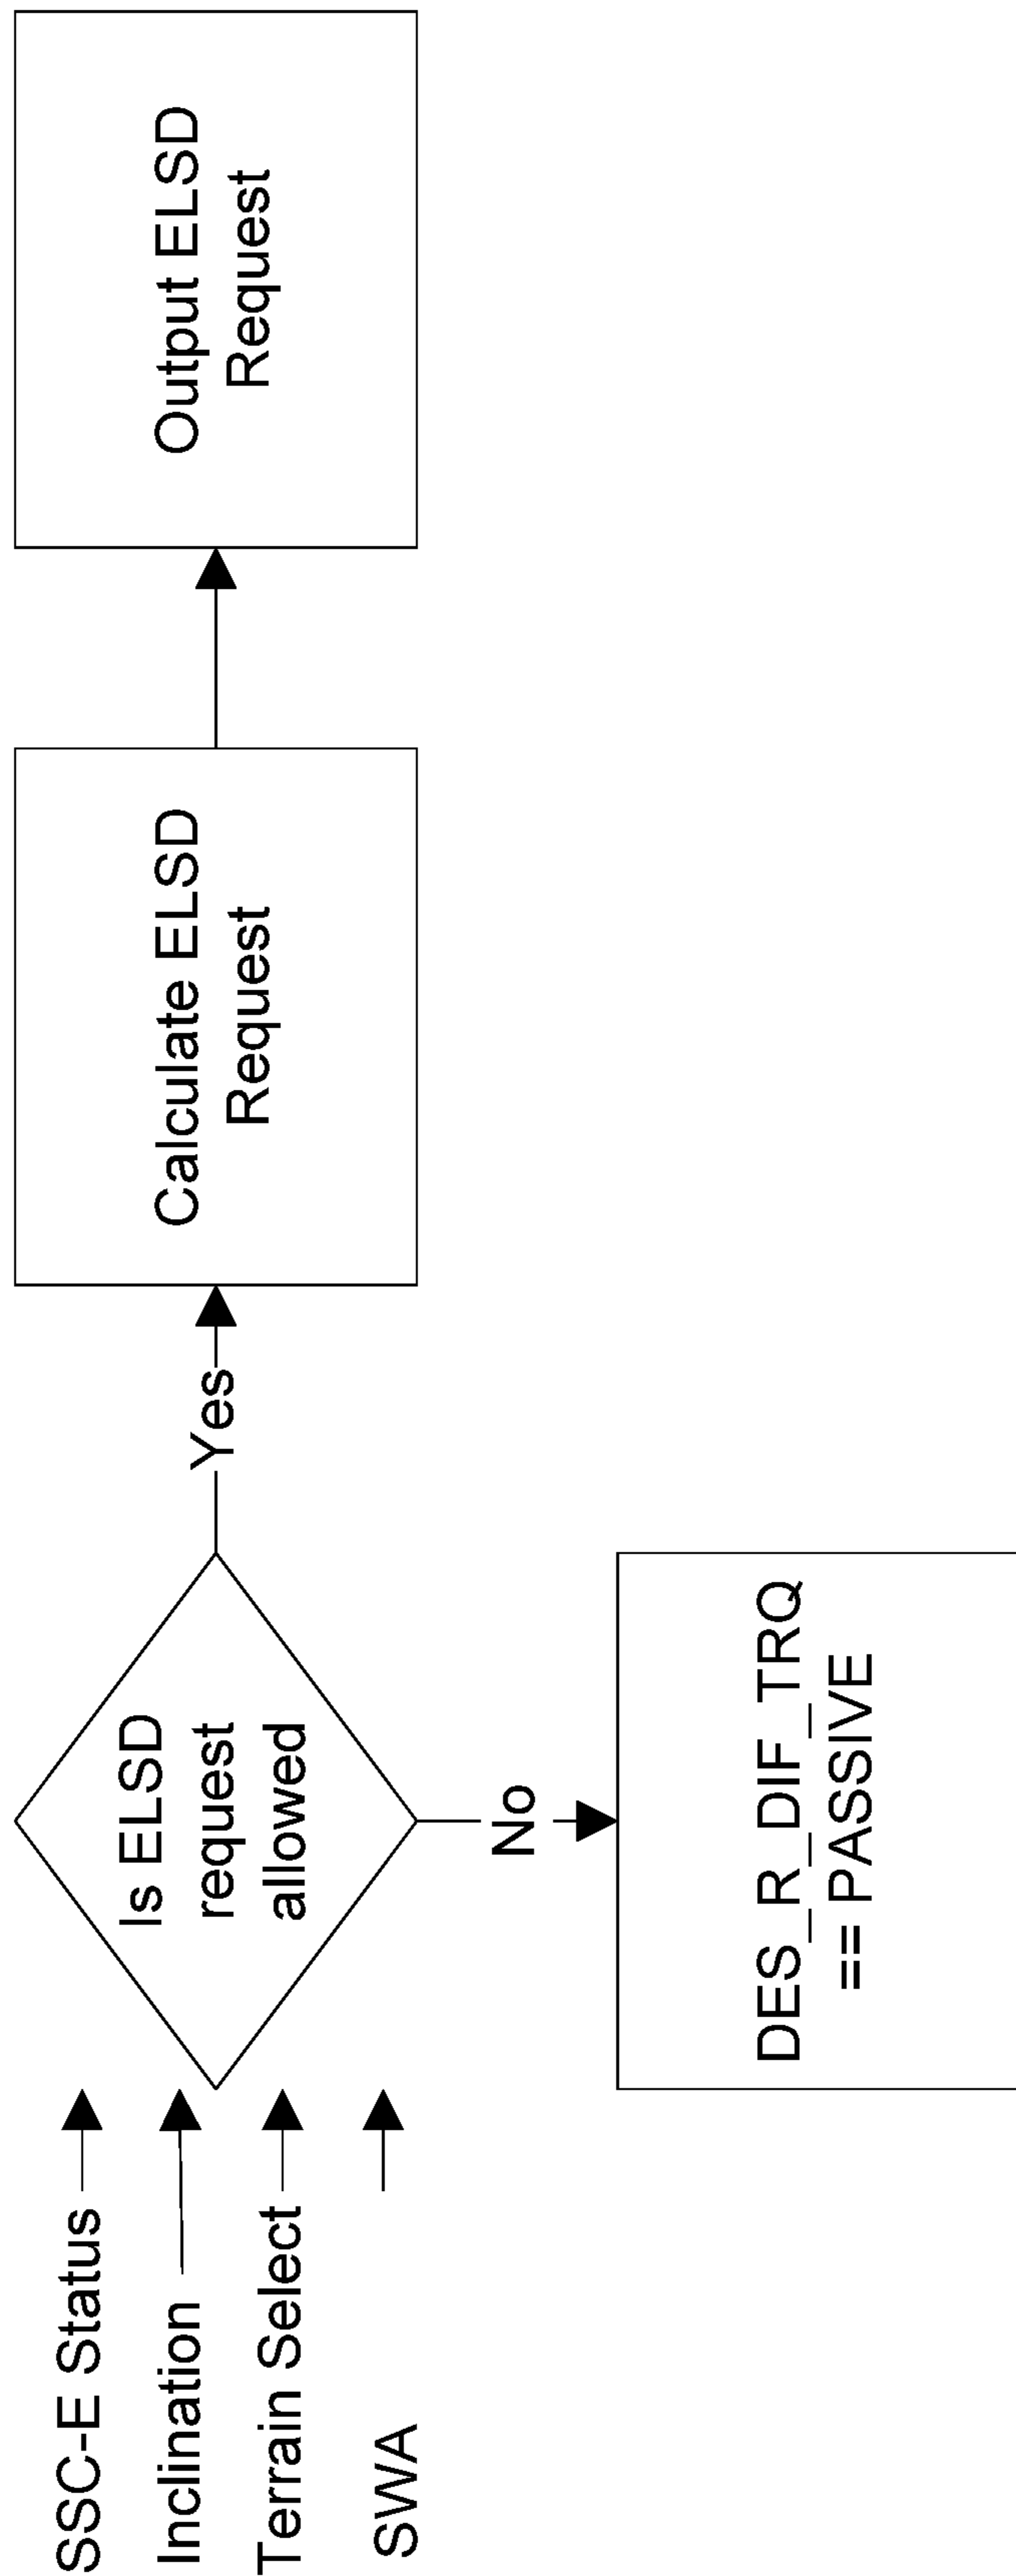 SSC-E Status
Inclination
Terrain Select
SWA
Is ELSD
request
allowed
Yes
Calculate ELSD
Request
Output ELSD
Request
No
DES_R_DIF_TRQ
== PASSIVE